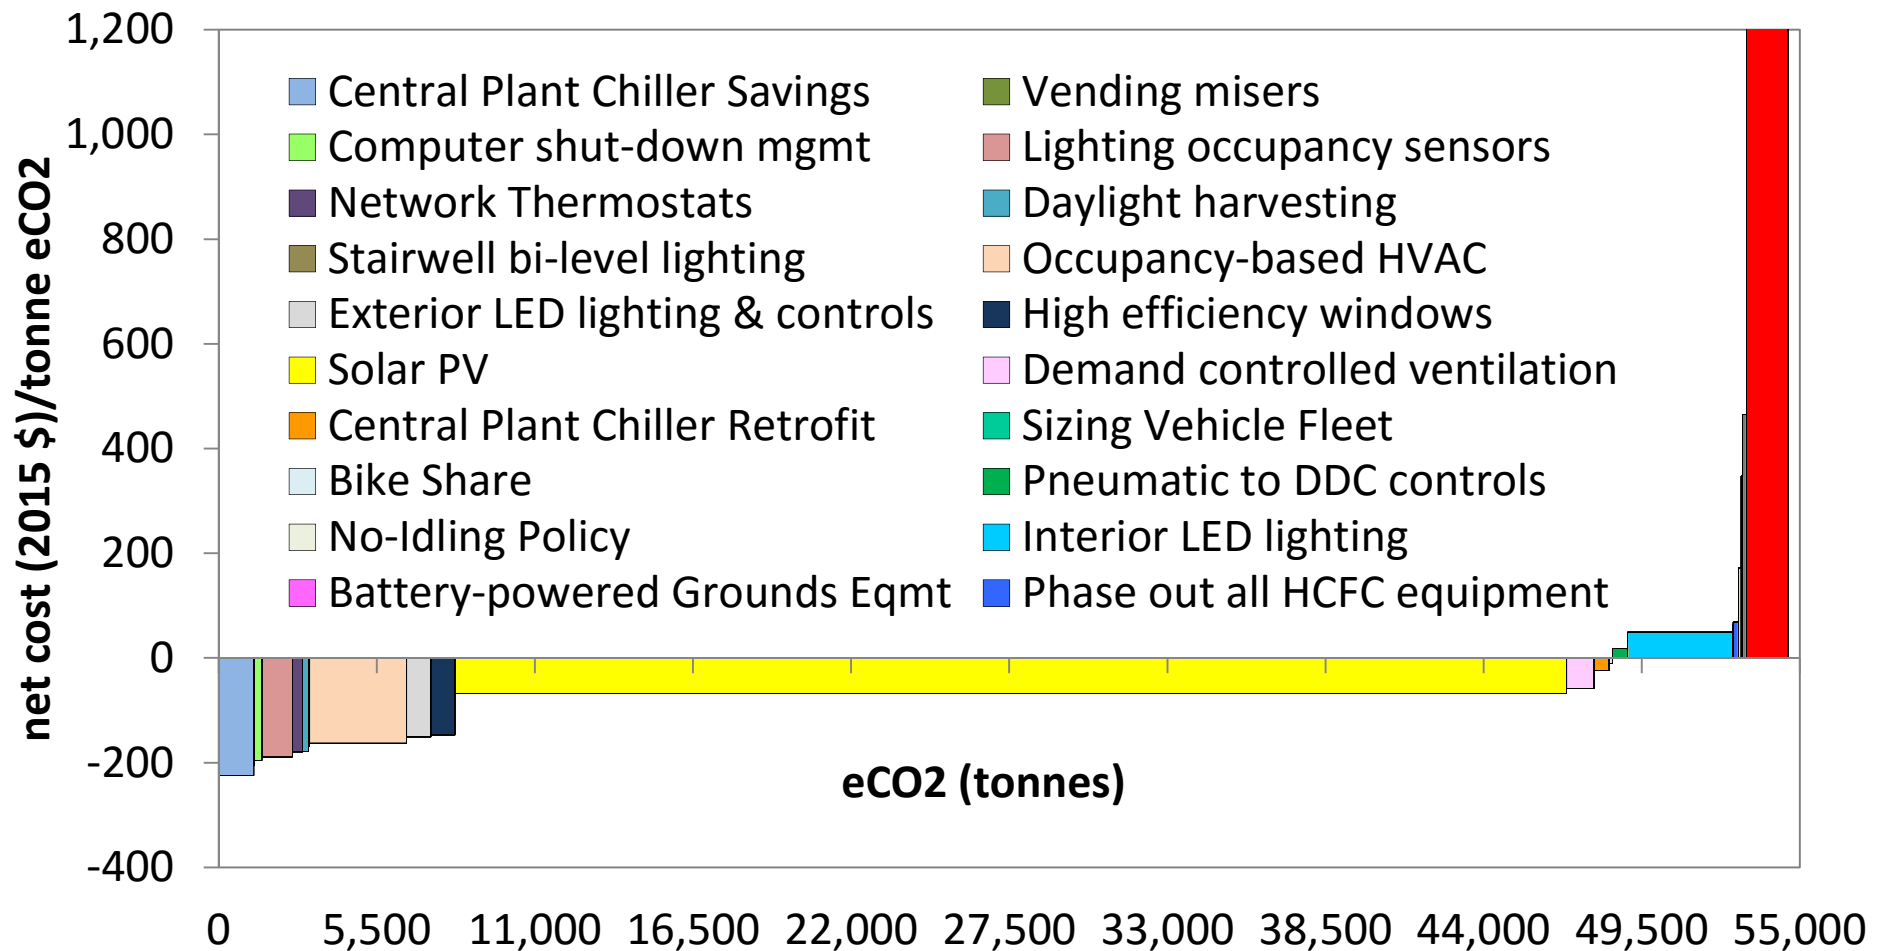 1,200
1,000
800
600
400
200
0
-200
-400
net cost (2015 $)/tonne eCO2
Central Plant Chiller Savings
Vending misers
Computer shut-down mgmt
Lighting occupancy sensors
Network Thermostats
Daylight harvesting
Stairwell bi-level lighting
Occupancy-based HVAC
Exterior LED lighting & controls
High efficiency windows
Solar PV
Demand controlled ventilation
Central Plant Chiller Retrofit
Sizing Vehicle Fleet
Bike Share
Pneumatic to DDC controls
No-Idling Policy
Interior LED lighting
Battery-powered Grounds Eqmt
Phase out all HCFC equipment
eCO2 (tonnes)
0 5,500 11,000 16,500 22,000 27,500 33,000 38,500 44,000 49,500 55,000